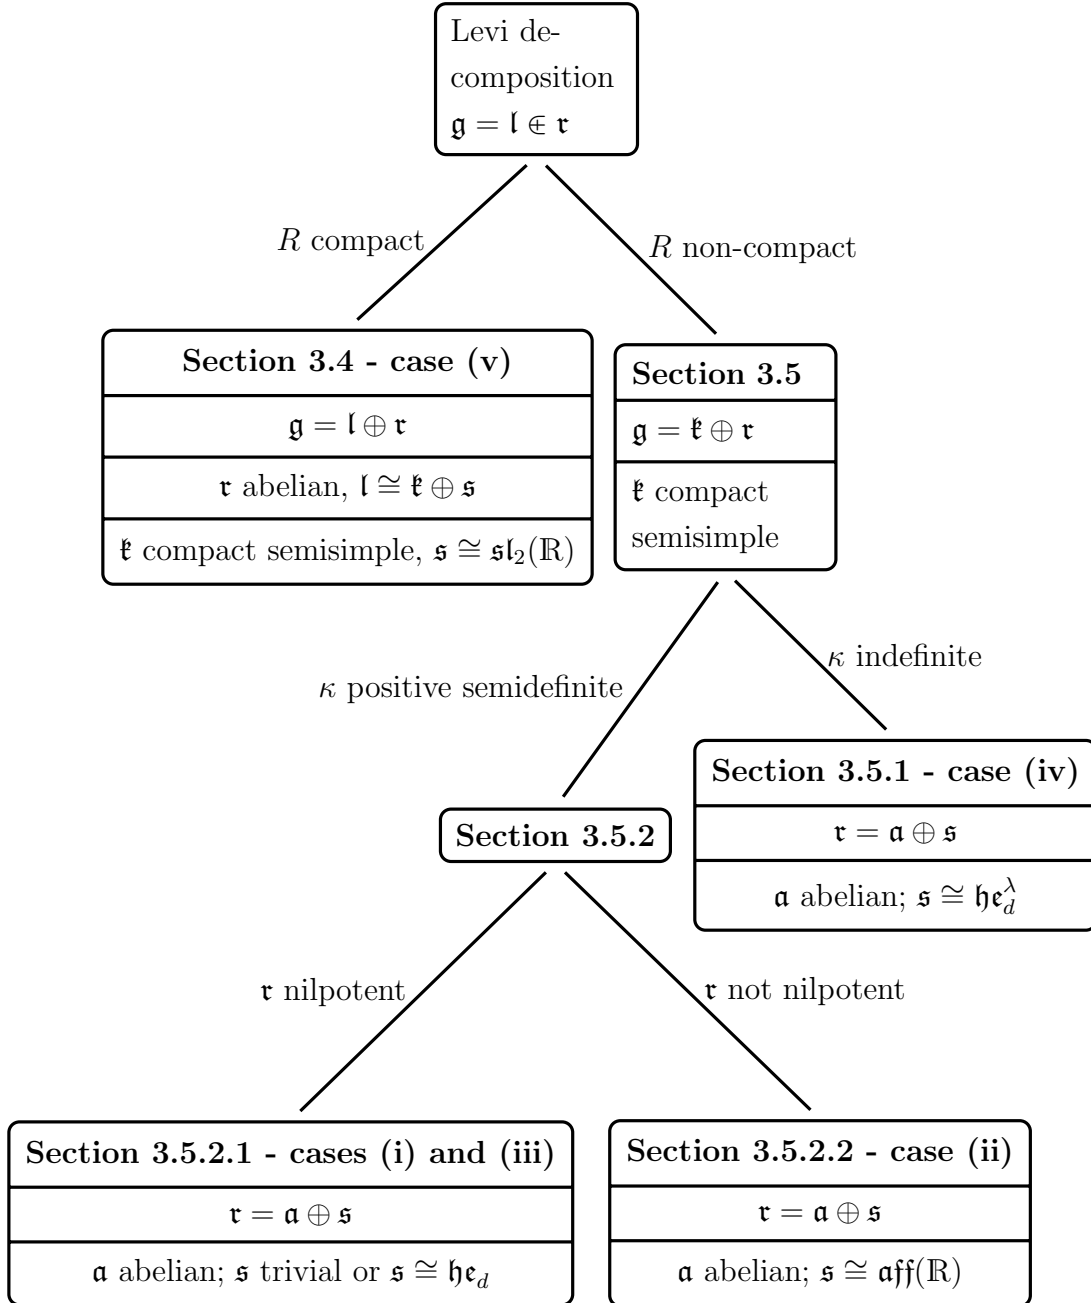 Levi de-
composition
𝔤 = 𝔩 ⋹ 𝔯
R compact
R non-compact
Section 3.4 - case (v)
𝔤 = 𝔩 ⊕ 𝔯
𝔯 abelian, 𝔩 ≅ 𝔨 ⊕ 𝔰
𝔨 compact semisimple, 𝔰 ≅ 𝔰𝔩₂(ℝ)
Section 3.5
𝔤 = 𝔨 ⊕ 𝔯
𝔨 compact
semisimple
κ positive semidefinite
κ indefinite
Section 3.5.2
Section 3.5.1 - case (iv)
𝔯 = 𝔞 ⊕ 𝔰
𝔞 abelian; 𝔰 ≅ 𝔥𝔢_d^λ
𝔯 nilpotent
𝔯 not nilpotent
Section 3.5.2.1 - cases (i) and (iii)
𝔯 = 𝔞 ⊕ 𝔰
𝔞 abelian; 𝔰 trivial or 𝔰 ≅ 𝔥𝔢_d
Section 3.5.2.2 - case (ii)
𝔯 = 𝔞 ⊕ 𝔰
𝔞 abelian; 𝔰 ≅ 𝔞𝔣𝔣(ℝ)